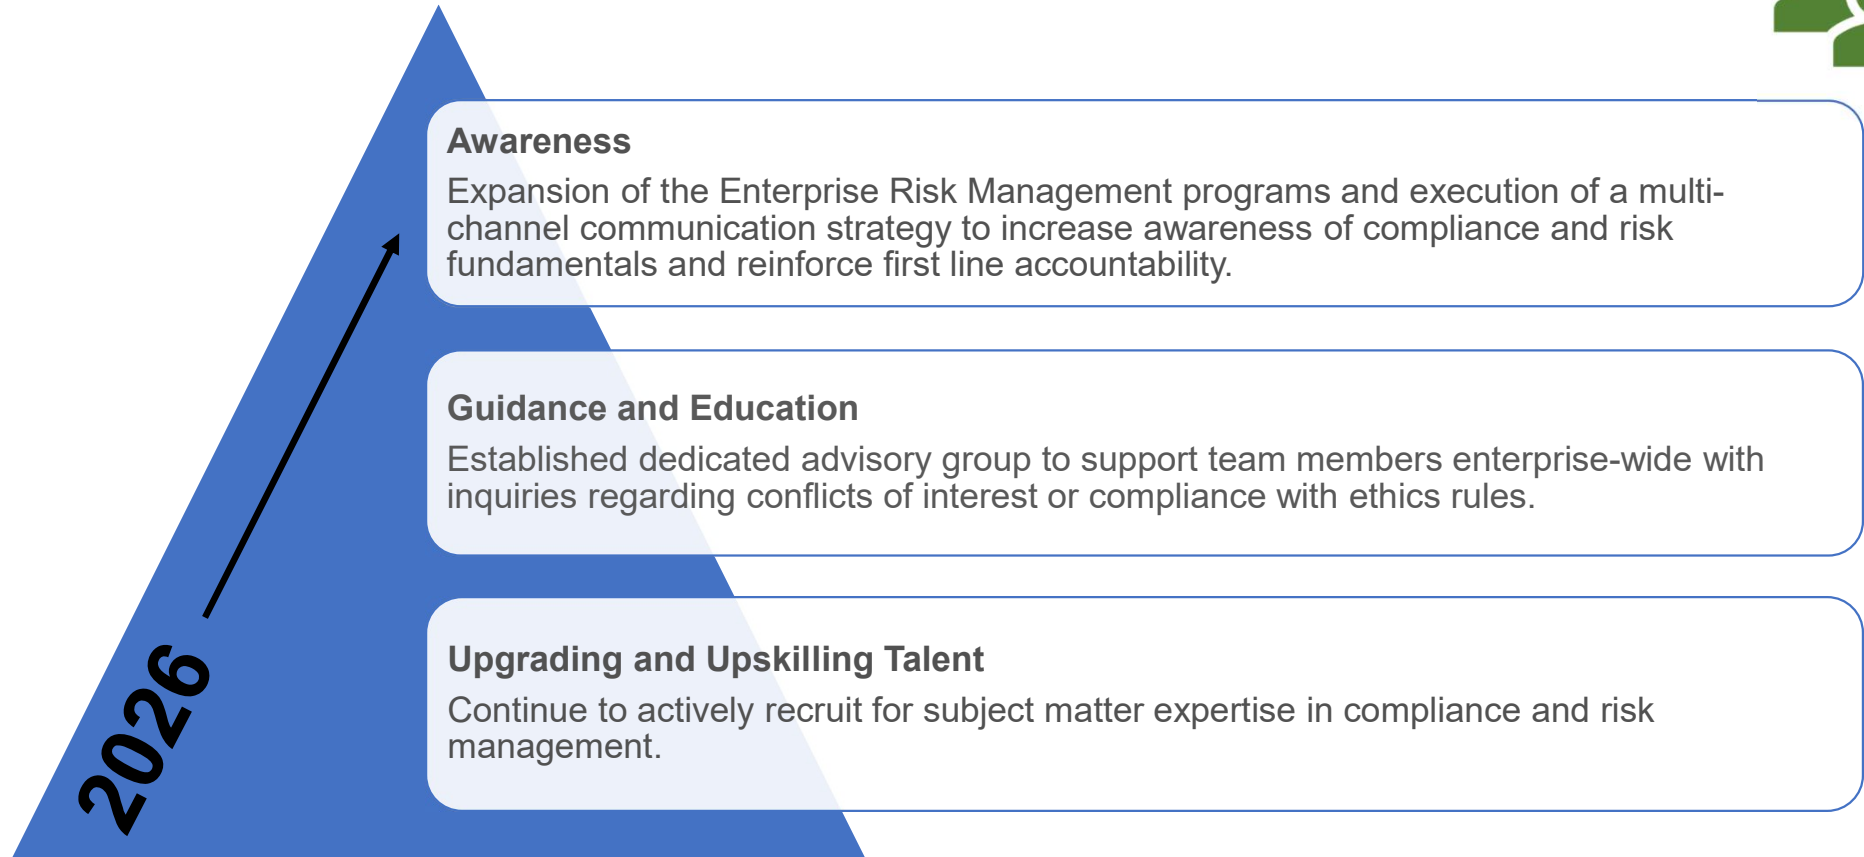 Awareness
Expansion of the Enterprise Risk Management programs and execution of a multi-
channel communication strategy to increase awareness of compliance and risk
fundamentals and reinforce first line accountability.
Guidance and Education
Established dedicated advisory group to support team members enterprise-wide with
inquiries regarding conflicts of interest or compliance with ethics rules.
Upgrading and Upskilling Talent
Continue to actively recruit for subject matter expertise in compliance and risk
management.
2026